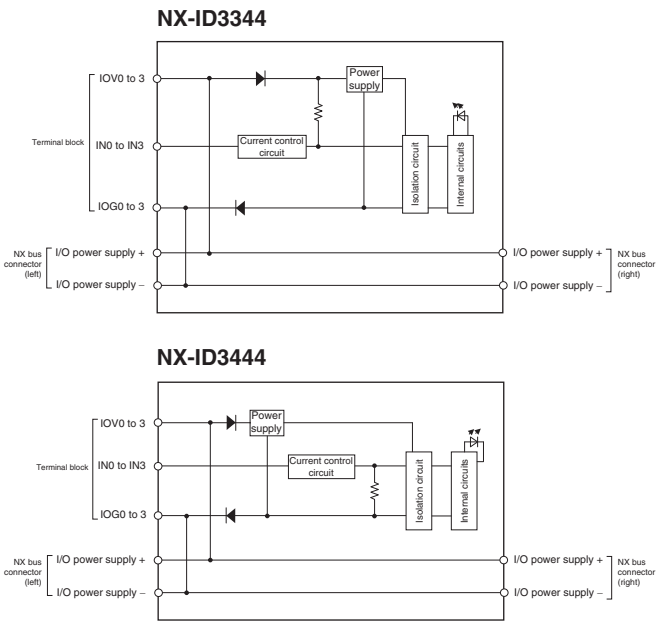 NX-ID3344
IOV0 to 3
Power
supply
Terminal block
IN0 to IN3
Current control
circuit
Isolation circuit
Internal circuits
IOG0 to 3
NX bus
connector
(left)
I/O power supply +
I/O power supply −
I/O power supply +
I/O power supply −
NX bus
connector
(right)
NX-ID3444
IOV0 to 3
Power
supply
Terminal block
IN0 to IN3
Current control
circuit
Isolation circuit
Internal circuits
IOG0 to 3
NX bus
connector
(left)
I/O power supply +
I/O power supply −
I/O power supply +
I/O power supply −
NX bus
connector
(right)